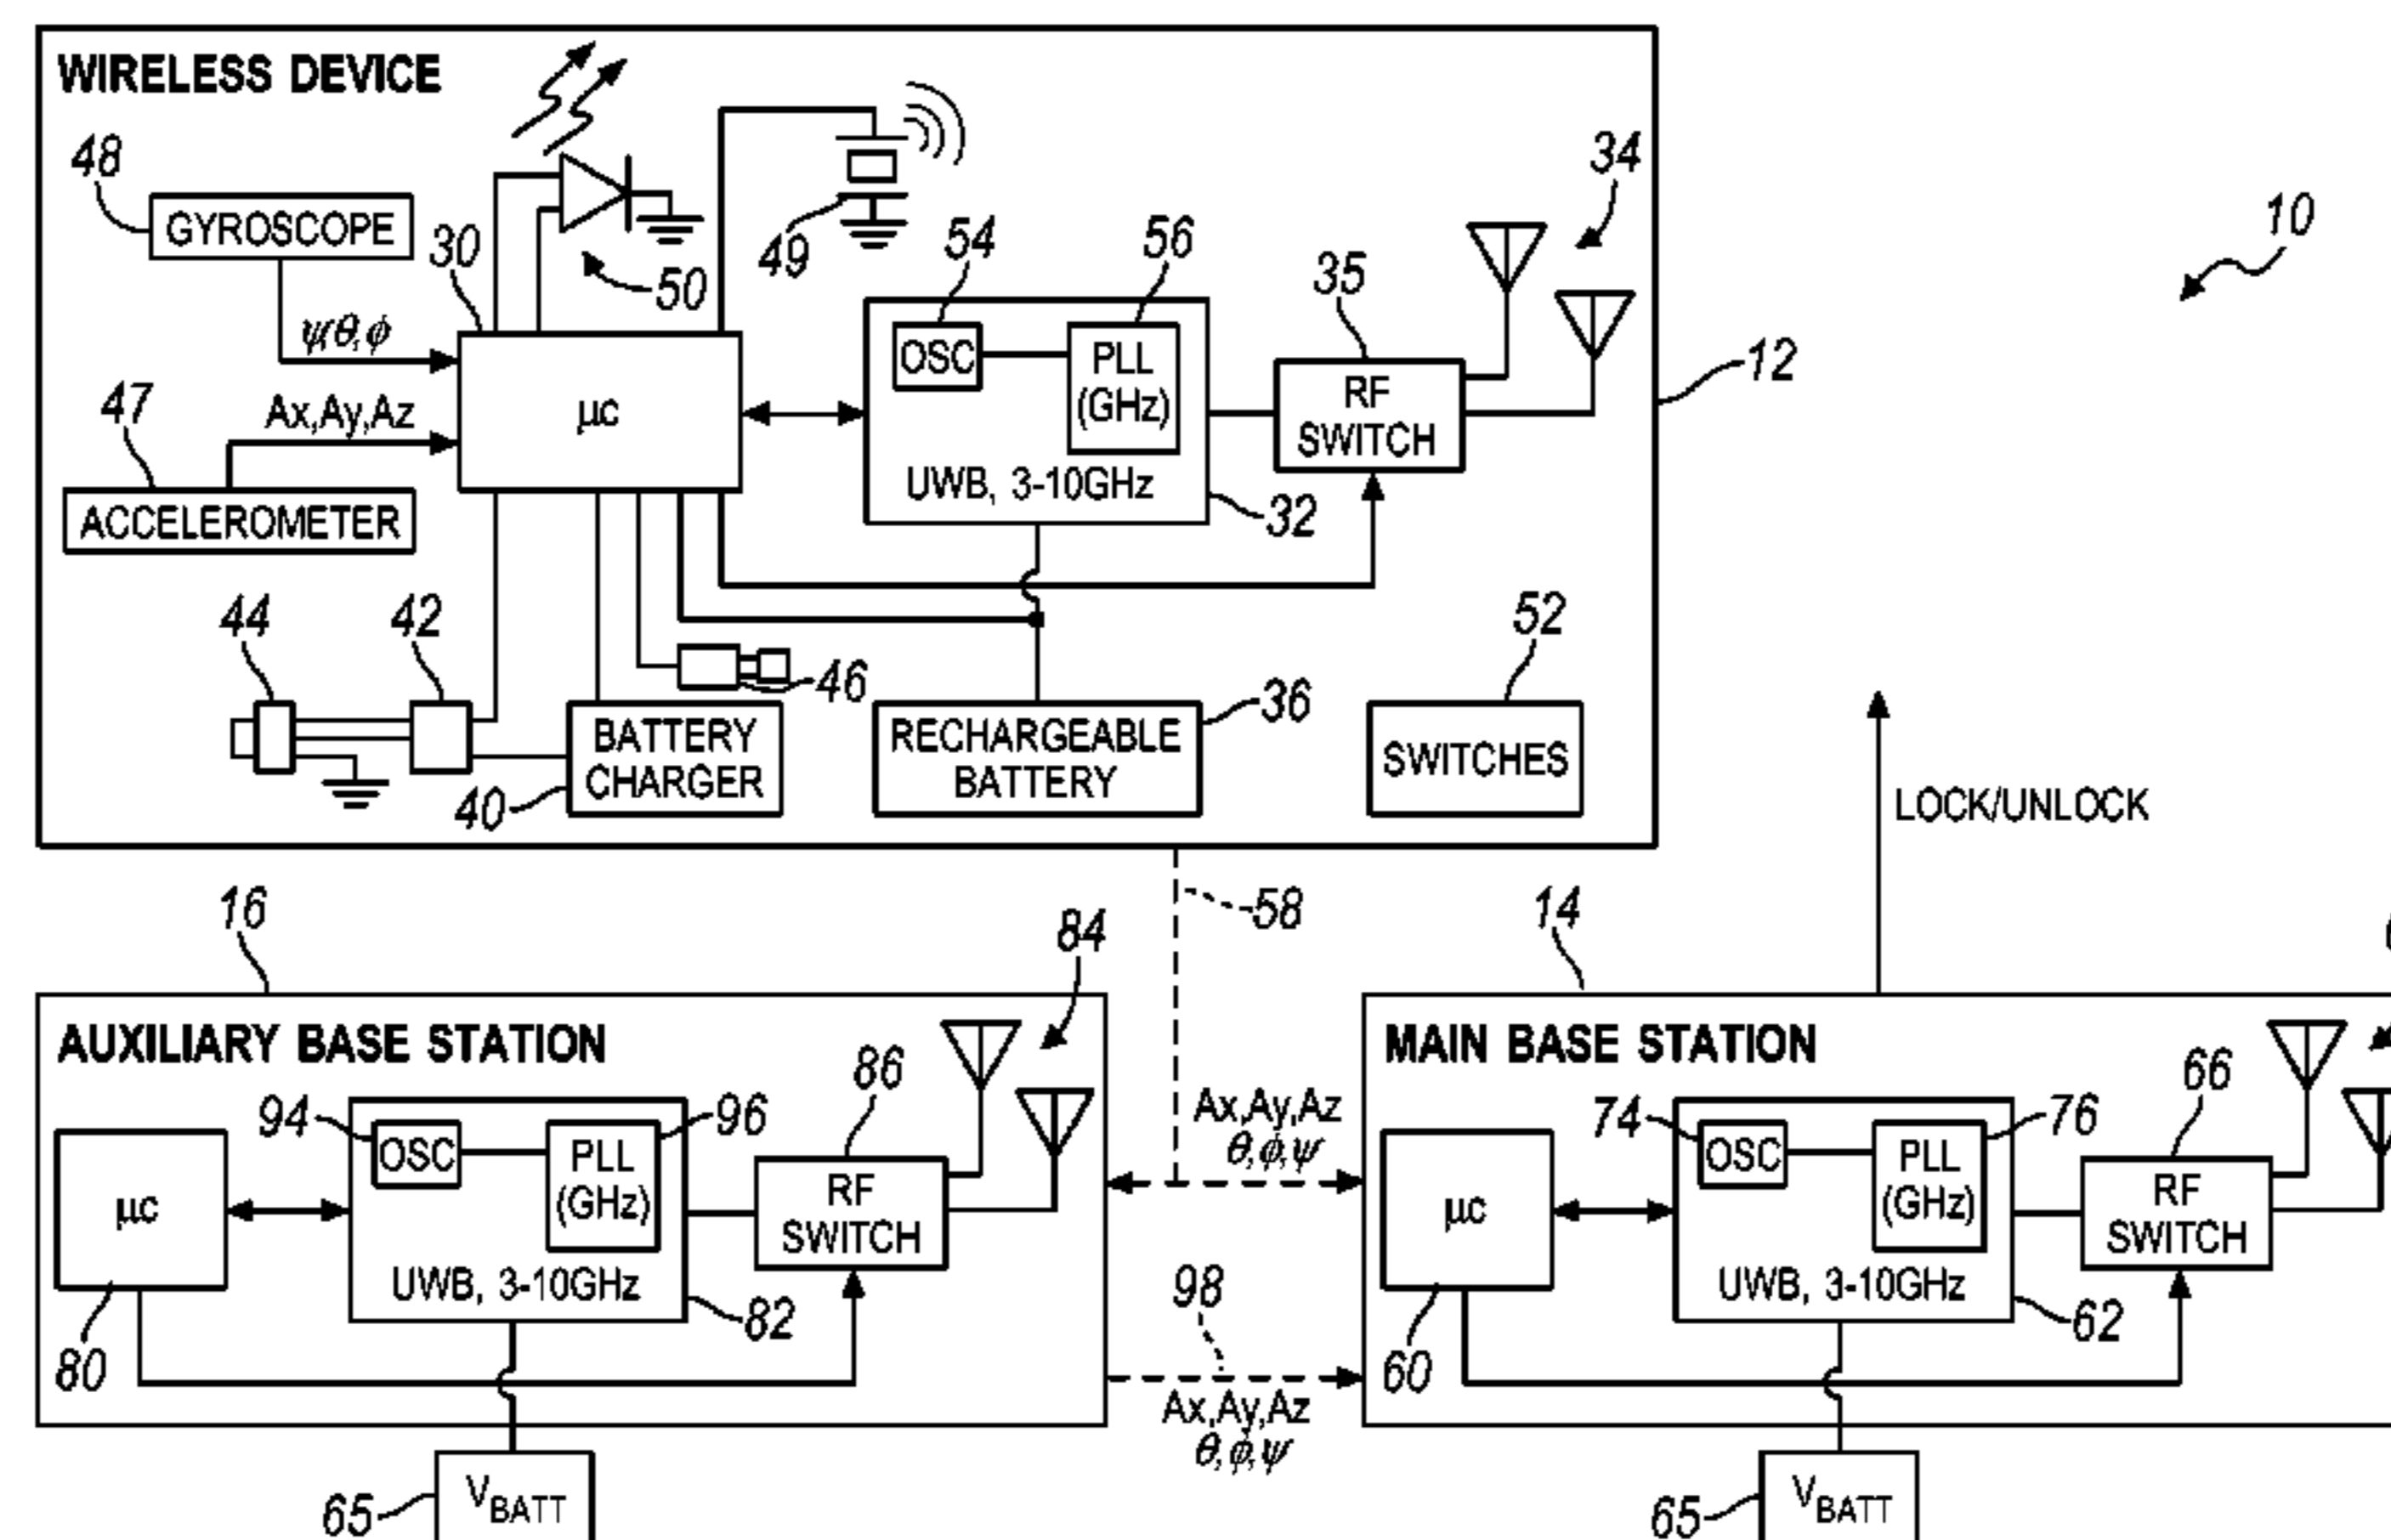 WIRELESS DEVICE
48
GYROSCOPE
30
50
49
54
56
35
34
10
ψ,θ,ϕ
OSC
PLL
(GHz)
RF
SWITCH
12
47
Ax,Ay,Az
µc
UWB, 3-10GHz
32
ACCELEROMETER
44
42
46
36
52
BATTERY
CHARGER
40
RECHARGEABLE
BATTERY
SWITCHES
LOCK/UNLOCK
58
16
84
14
AUXILIARY BASE STATION
86
94
OSC
96
PLL
(GHz)
µc
RF
SWITCH
UWB, 3-10GHz
82
80
65
VBATT
Ax,Ay,Az
θ,ϕ,ψ
98
Ax,Ay,Az
θ,ϕ,ψ
MAIN BASE STATION
66
74
OSC
76
PLL
(GHz)
µc
RF
SWITCH
UWB, 3-10GHz
62
60
65
VBATT